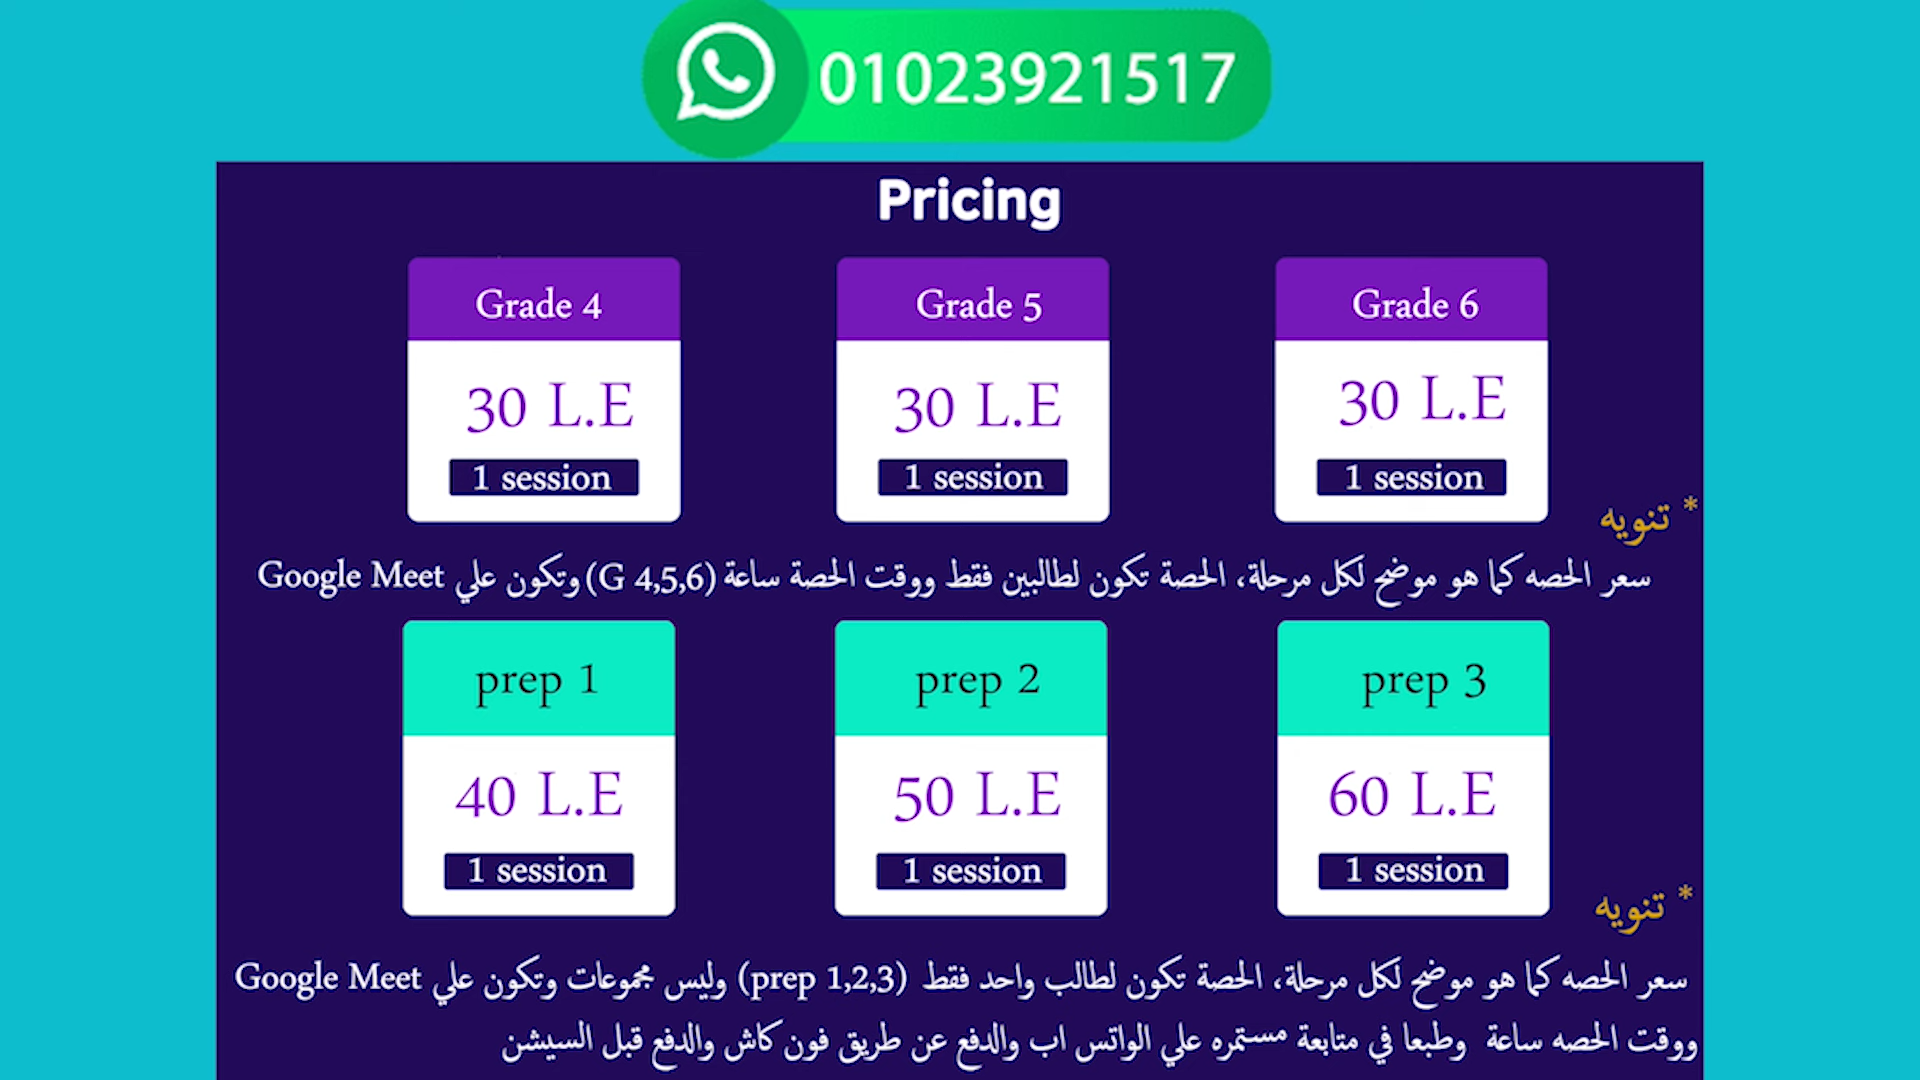 01023921517
Pricing
Grade 4
30 L.E
1 session
Grade 5
30 L.E
1 session
Grade 6
30 L.E
1 session
* تنويه
سعر الحصه كما هو موضح لكل مرحلة، الحصة تكون لطالبين فقط ووقت الحصة ساعة (G 4,5,6) وتكون علي Google Meet
prep 1
40 L.E
1 session
prep 2
50 L.E
1 session
prep 3
60 L.E
1 session
* تنويه
سعر الحصه كما هو موضح لكل مرحلة، الحصة تكون لطالب واحد فقط (prep 1,2,3) وليس مجموعات وتكون علي Google Meet
ووقت الحصه ساعة وطبعا في متابعة مستمره علي الواتس اب والدفع عن طريق فون كاش والدفع قبل السيشن